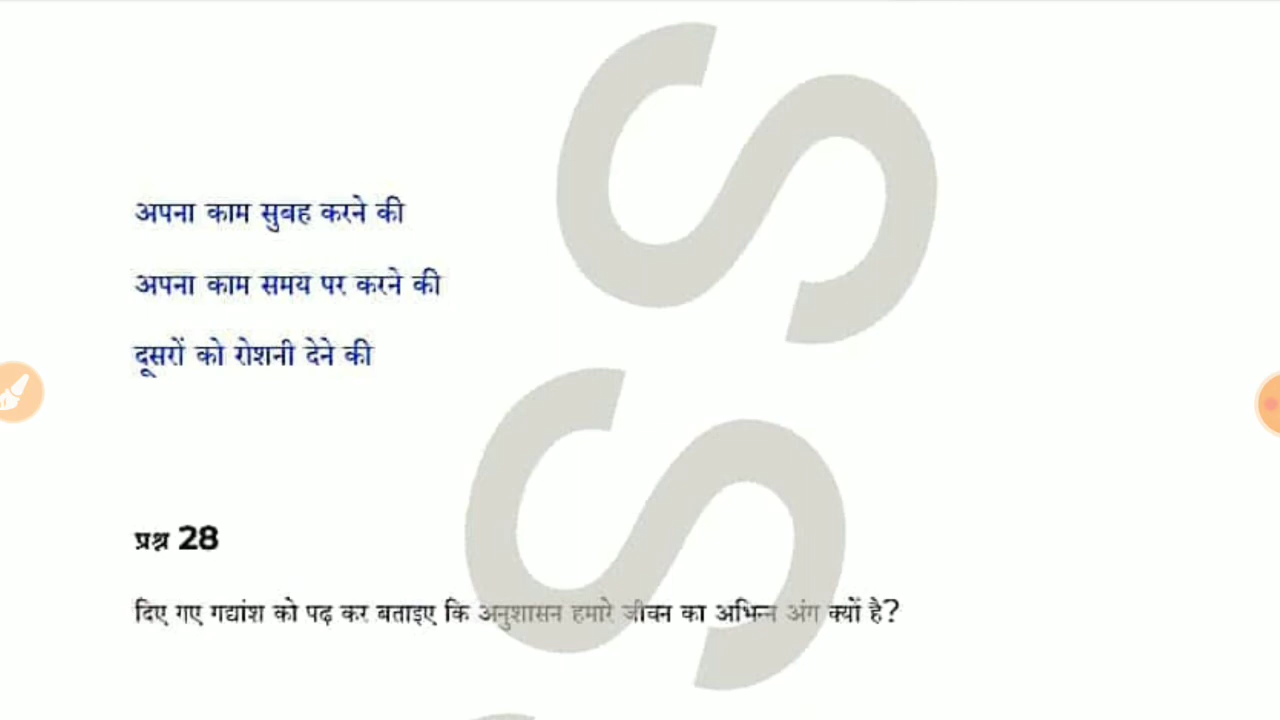 अपना काम सुबह करने की
अपना काम समय पर करने की
दूसरों को रोशनी देने की
प्रश्न 28
दिए गए गद्यांश को पढ़ कर बताइए कि अनुशासन हमारे जीवन का अभिन्न अंग क्यों है?
S
S